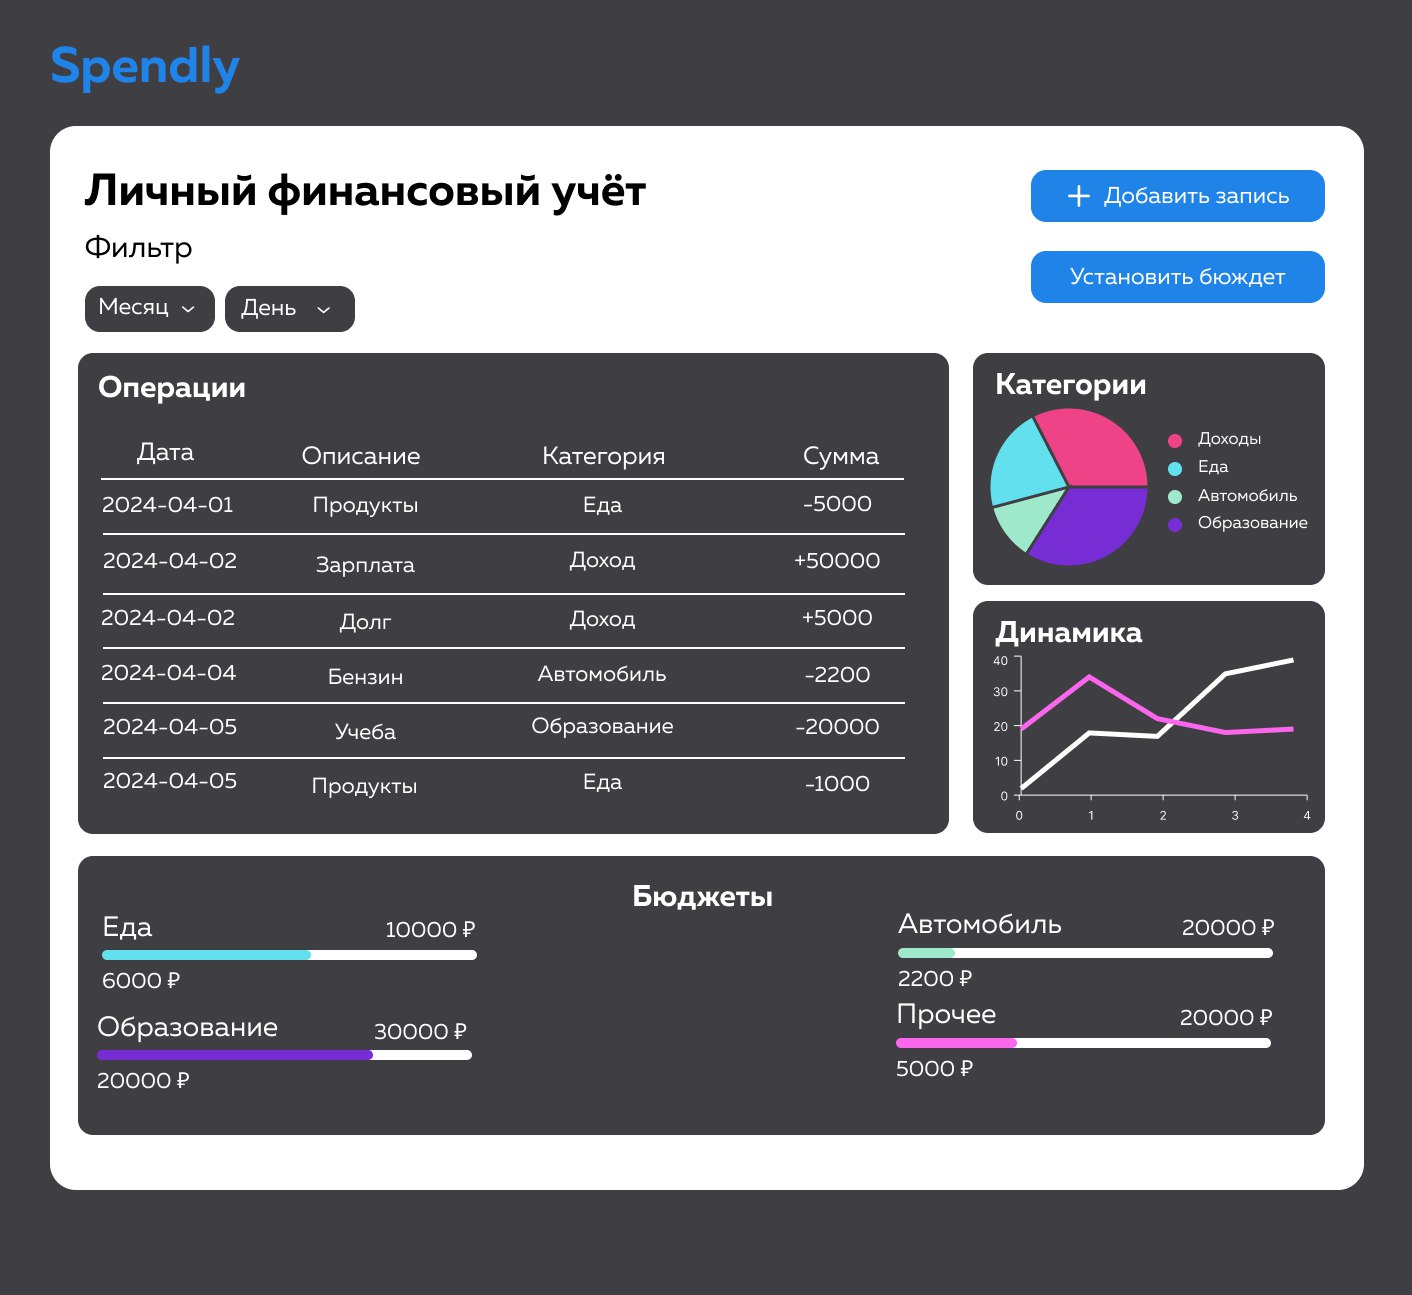 Spendly
Личный финансовый учёт
Добавить запись
Фильтр
Установить бюждет
Месяц
День
Операции
Дата Описание Категория Сумма
2024-04-01 Продукты Еда -5000
2024-04-02 Зарплата Доход +50000
2024-04-02 Долг Доход +5000
2024-04-04 Бензин Автомобиль -2200
2024-04-05 Учеба Образование -20000
2024-04-05 Продукты Еда -1000
Категории
Доходы
Еда
Автомобиль
Образование
Динамика
40
30
20
10
0
0 1 2 3 4
Бюджеты
Еда 10000 ₽
6000 ₽
Образование 30000 ₽
20000 ₽
Автомобиль 20000 ₽
2200 ₽
Прочее 20000 ₽
5000 ₽